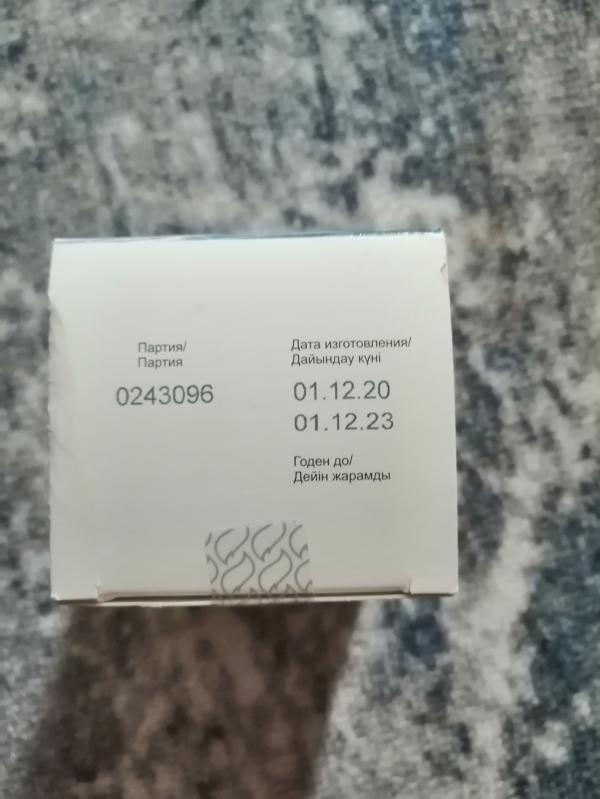 Партия/
Партия
0243096
Дата изготовления/
Дайындау күні
01.12.20
01.12.23
Годен до/
Дейін жарамды